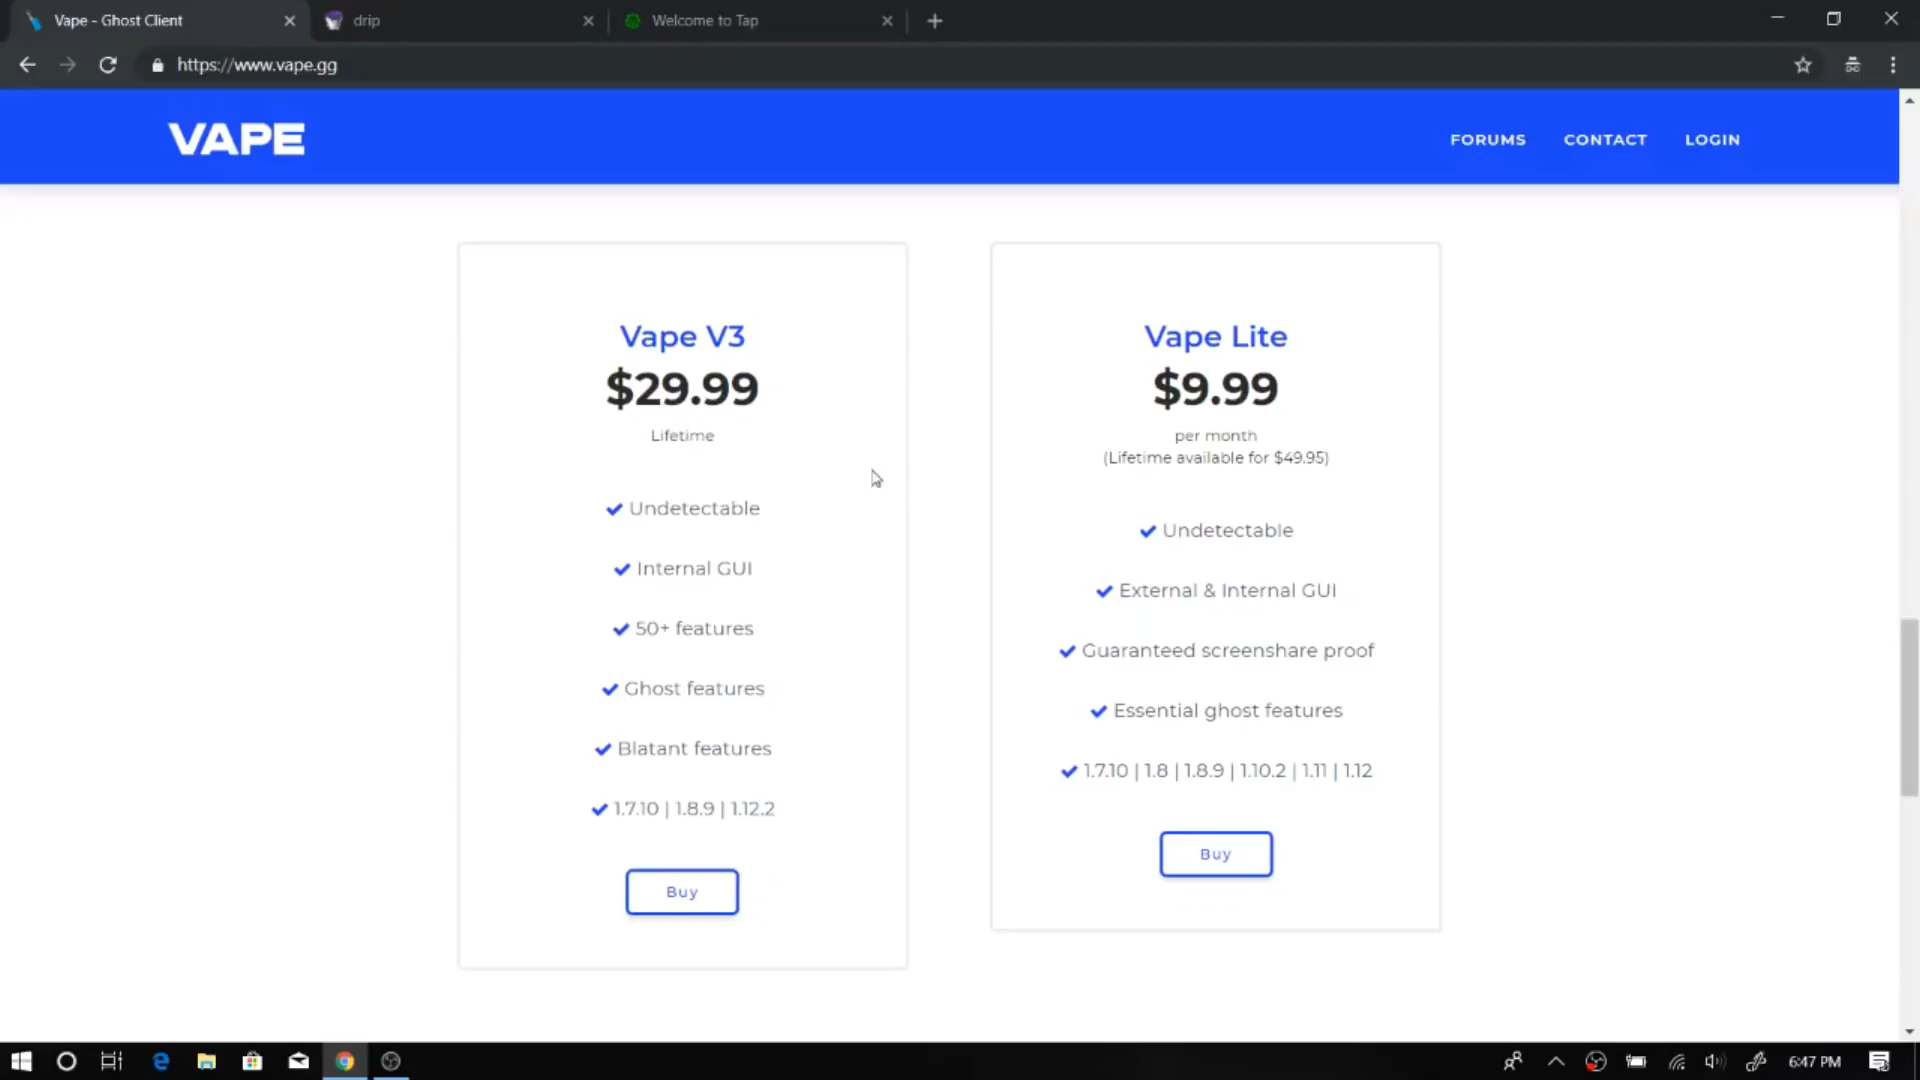 Vape - Ghost Client
drip
Welcome to Tap
https://www.vape.gg
VAPE
FORUMS
CONTACT
LOGIN
Vape V3
$29.99
Lifetime
Undetectable
Internal GUI
50+ features
Ghost features
Blatant features
1.7.10 | 1.8.9 | 1.12.2
Buy
Vape Lite
$9.99
per month
(Lifetime available for $49.95)
Undetectable
External & Internal GUI
Guaranteed screenshare proof
Essential ghost features
1.7.10 | 1.8 | 1.8.9 | 1.10.2 | 1.11 | 1.12
Buy
6:47 PM